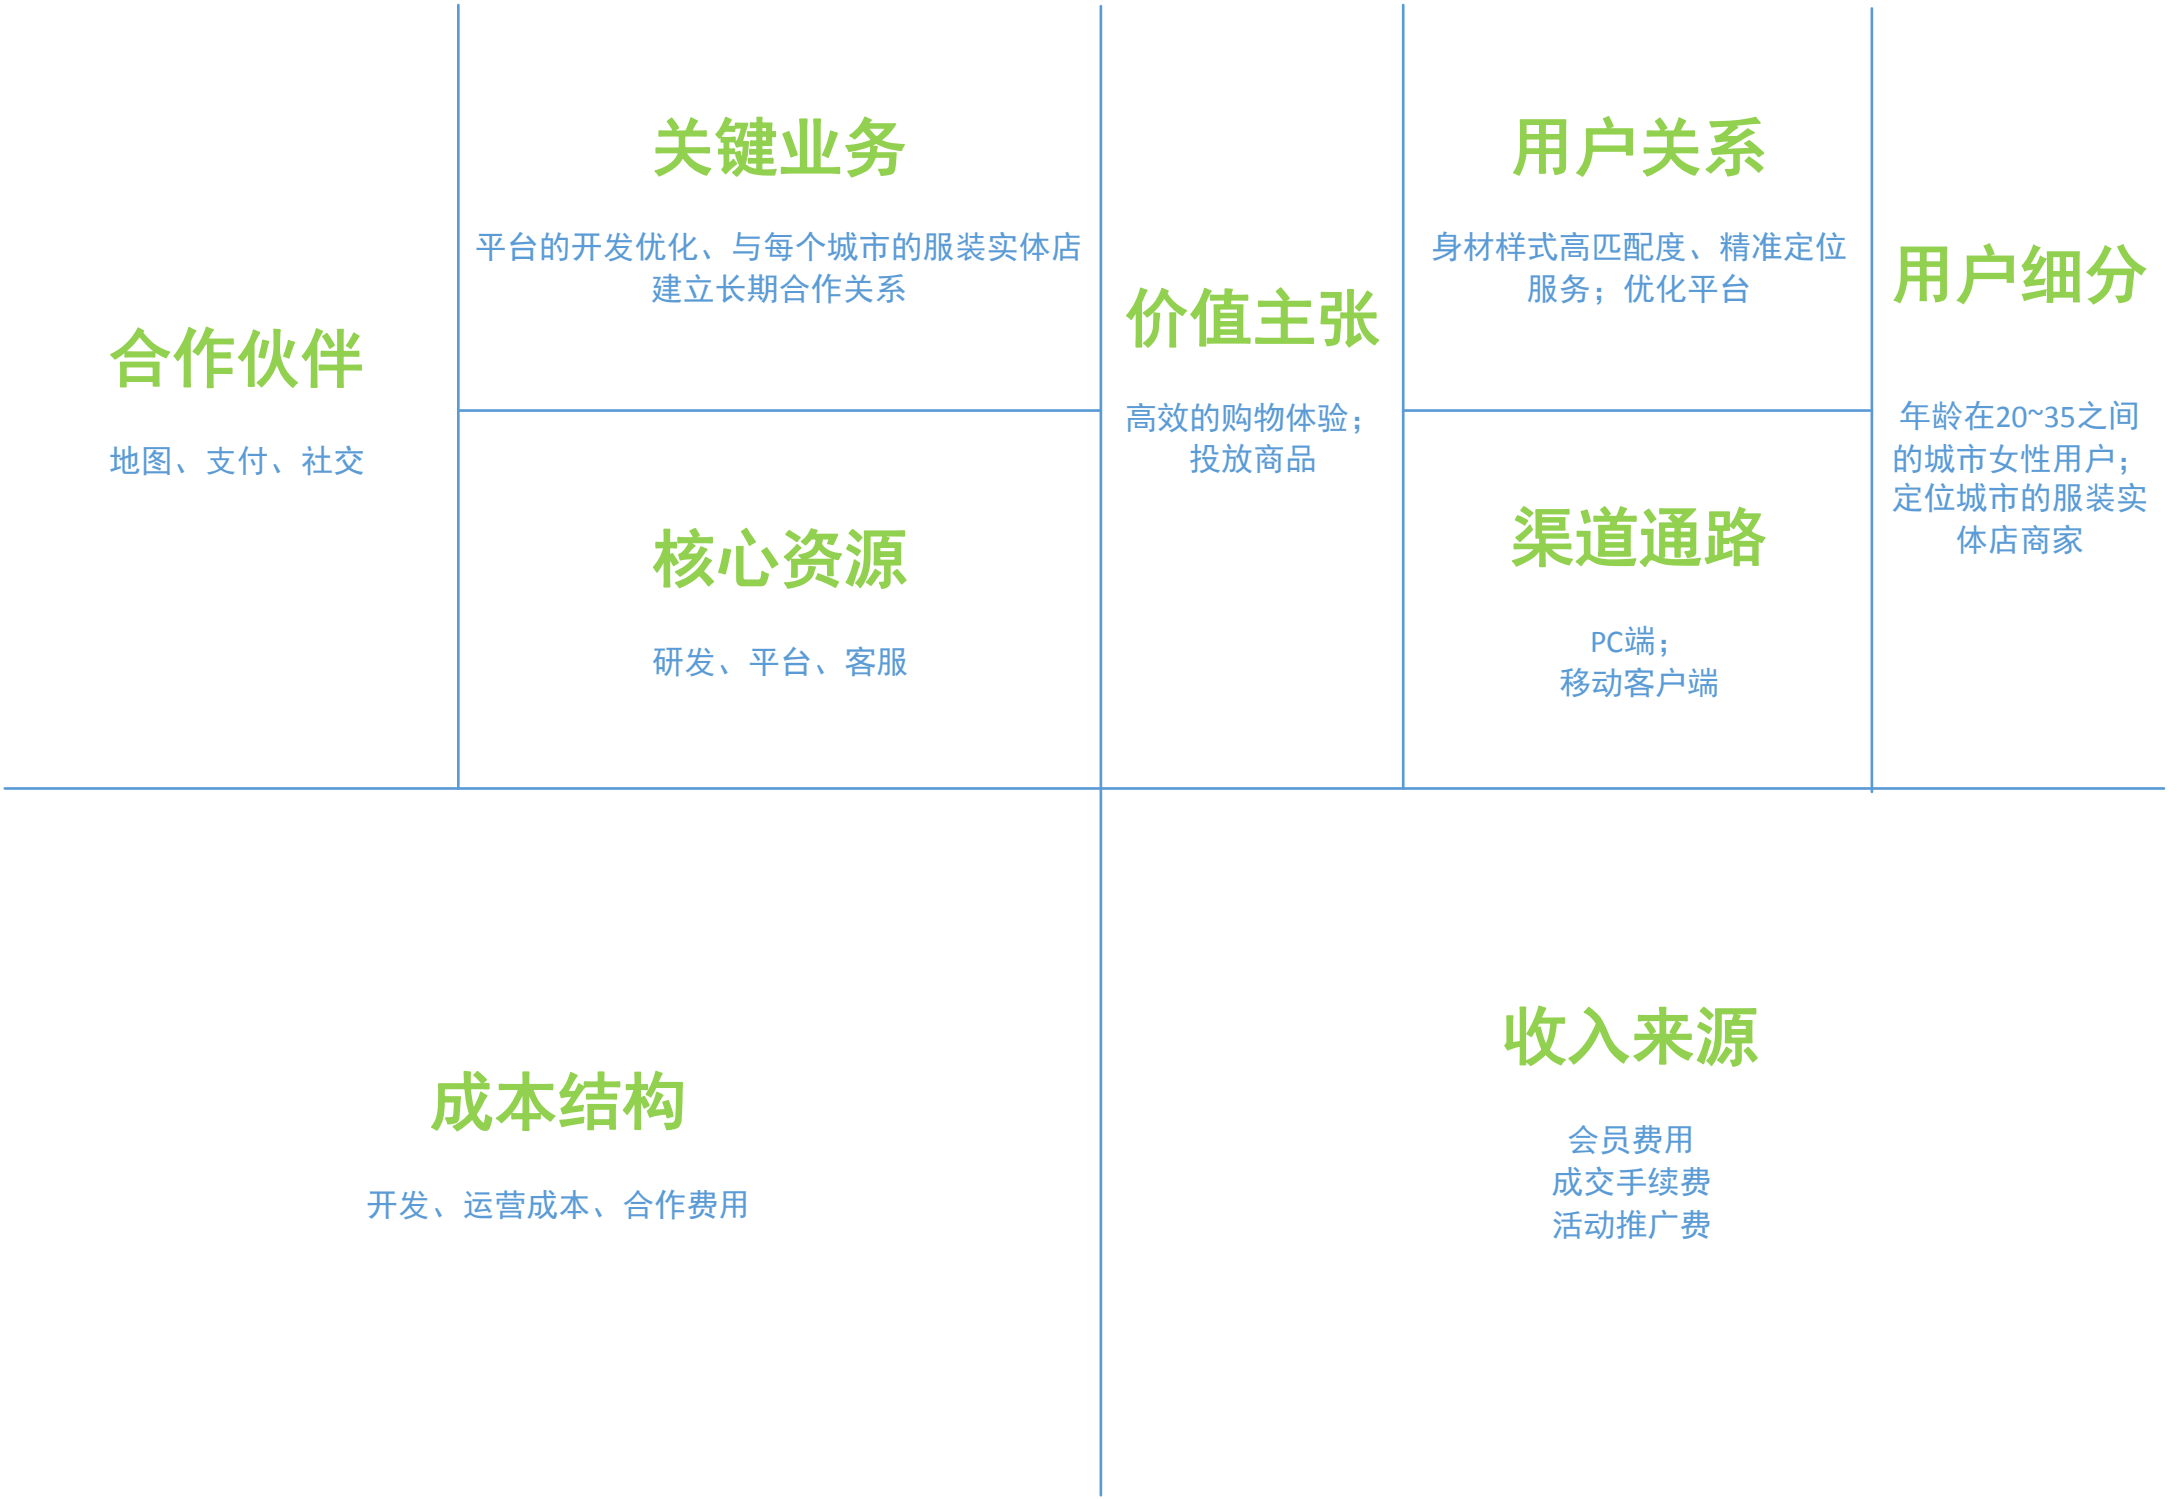 合作伙伴
地图、支付、社交
关键业务
平台的开发优化、与每个城市的服装实体店
建立长期合作关系
核心资源
研发、平台、客服
价值主张
高效的购物体验；
投放商品
用户关系
身材样式高匹配度、精准定位
服务；优化平台
渠道通路
PC端；
移动客户端
用户细分
年龄在20~35之间
的城市女性用户；
定位城市的服装实
体店商家
成本结构
开发、运营成本、合作费用
收入来源
会员费用
成交手续费
活动推广费